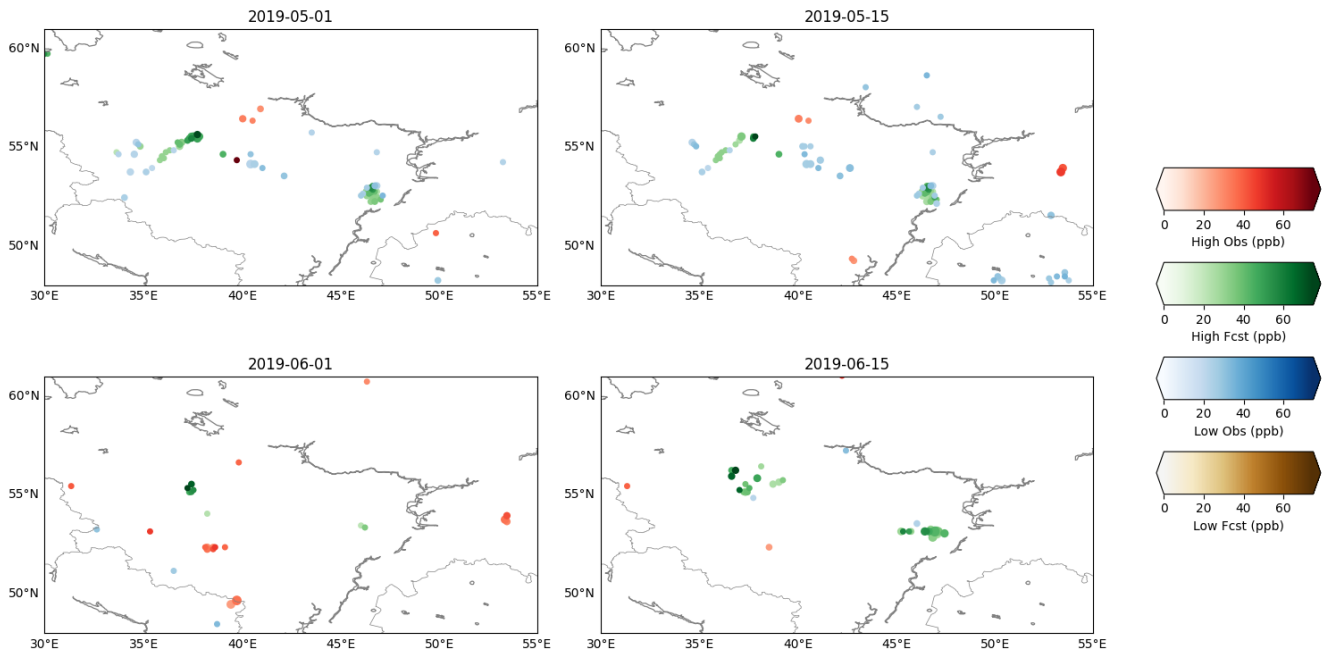 2019-05-01
2019-05-15
60°N
55°N
50°N
30°E 35°E 40°E 45°E 50°E 55°E
60°N
55°N
50°N
30°E 35°E 40°E 45°E 50°E 55°E
2019-06-01
2019-06-15
60°N
55°N
50°N
30°E 35°E 40°E 45°E 50°E 55°E
60°N
55°N
50°N
30°E 35°E 40°E 45°E 50°E 55°E
0 20 40 60
High Obs (ppb)
0 20 40 60
High Fcst (ppb)
0 20 40 60
Low Obs (ppb)
0 20 40 60
Low Fcst (ppb)